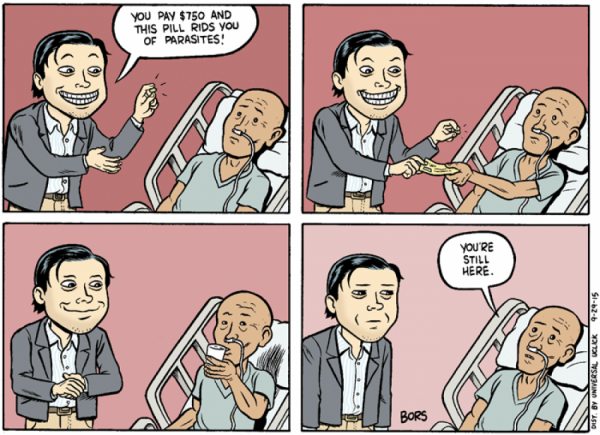 YOU PAY $750 AND
THIS PILL RIDS YOU
OF PARASITES!
YOU'RE
STILL
HERE.
BORS
DIST. BY UNIVERSAL UCLICK 9-29-15